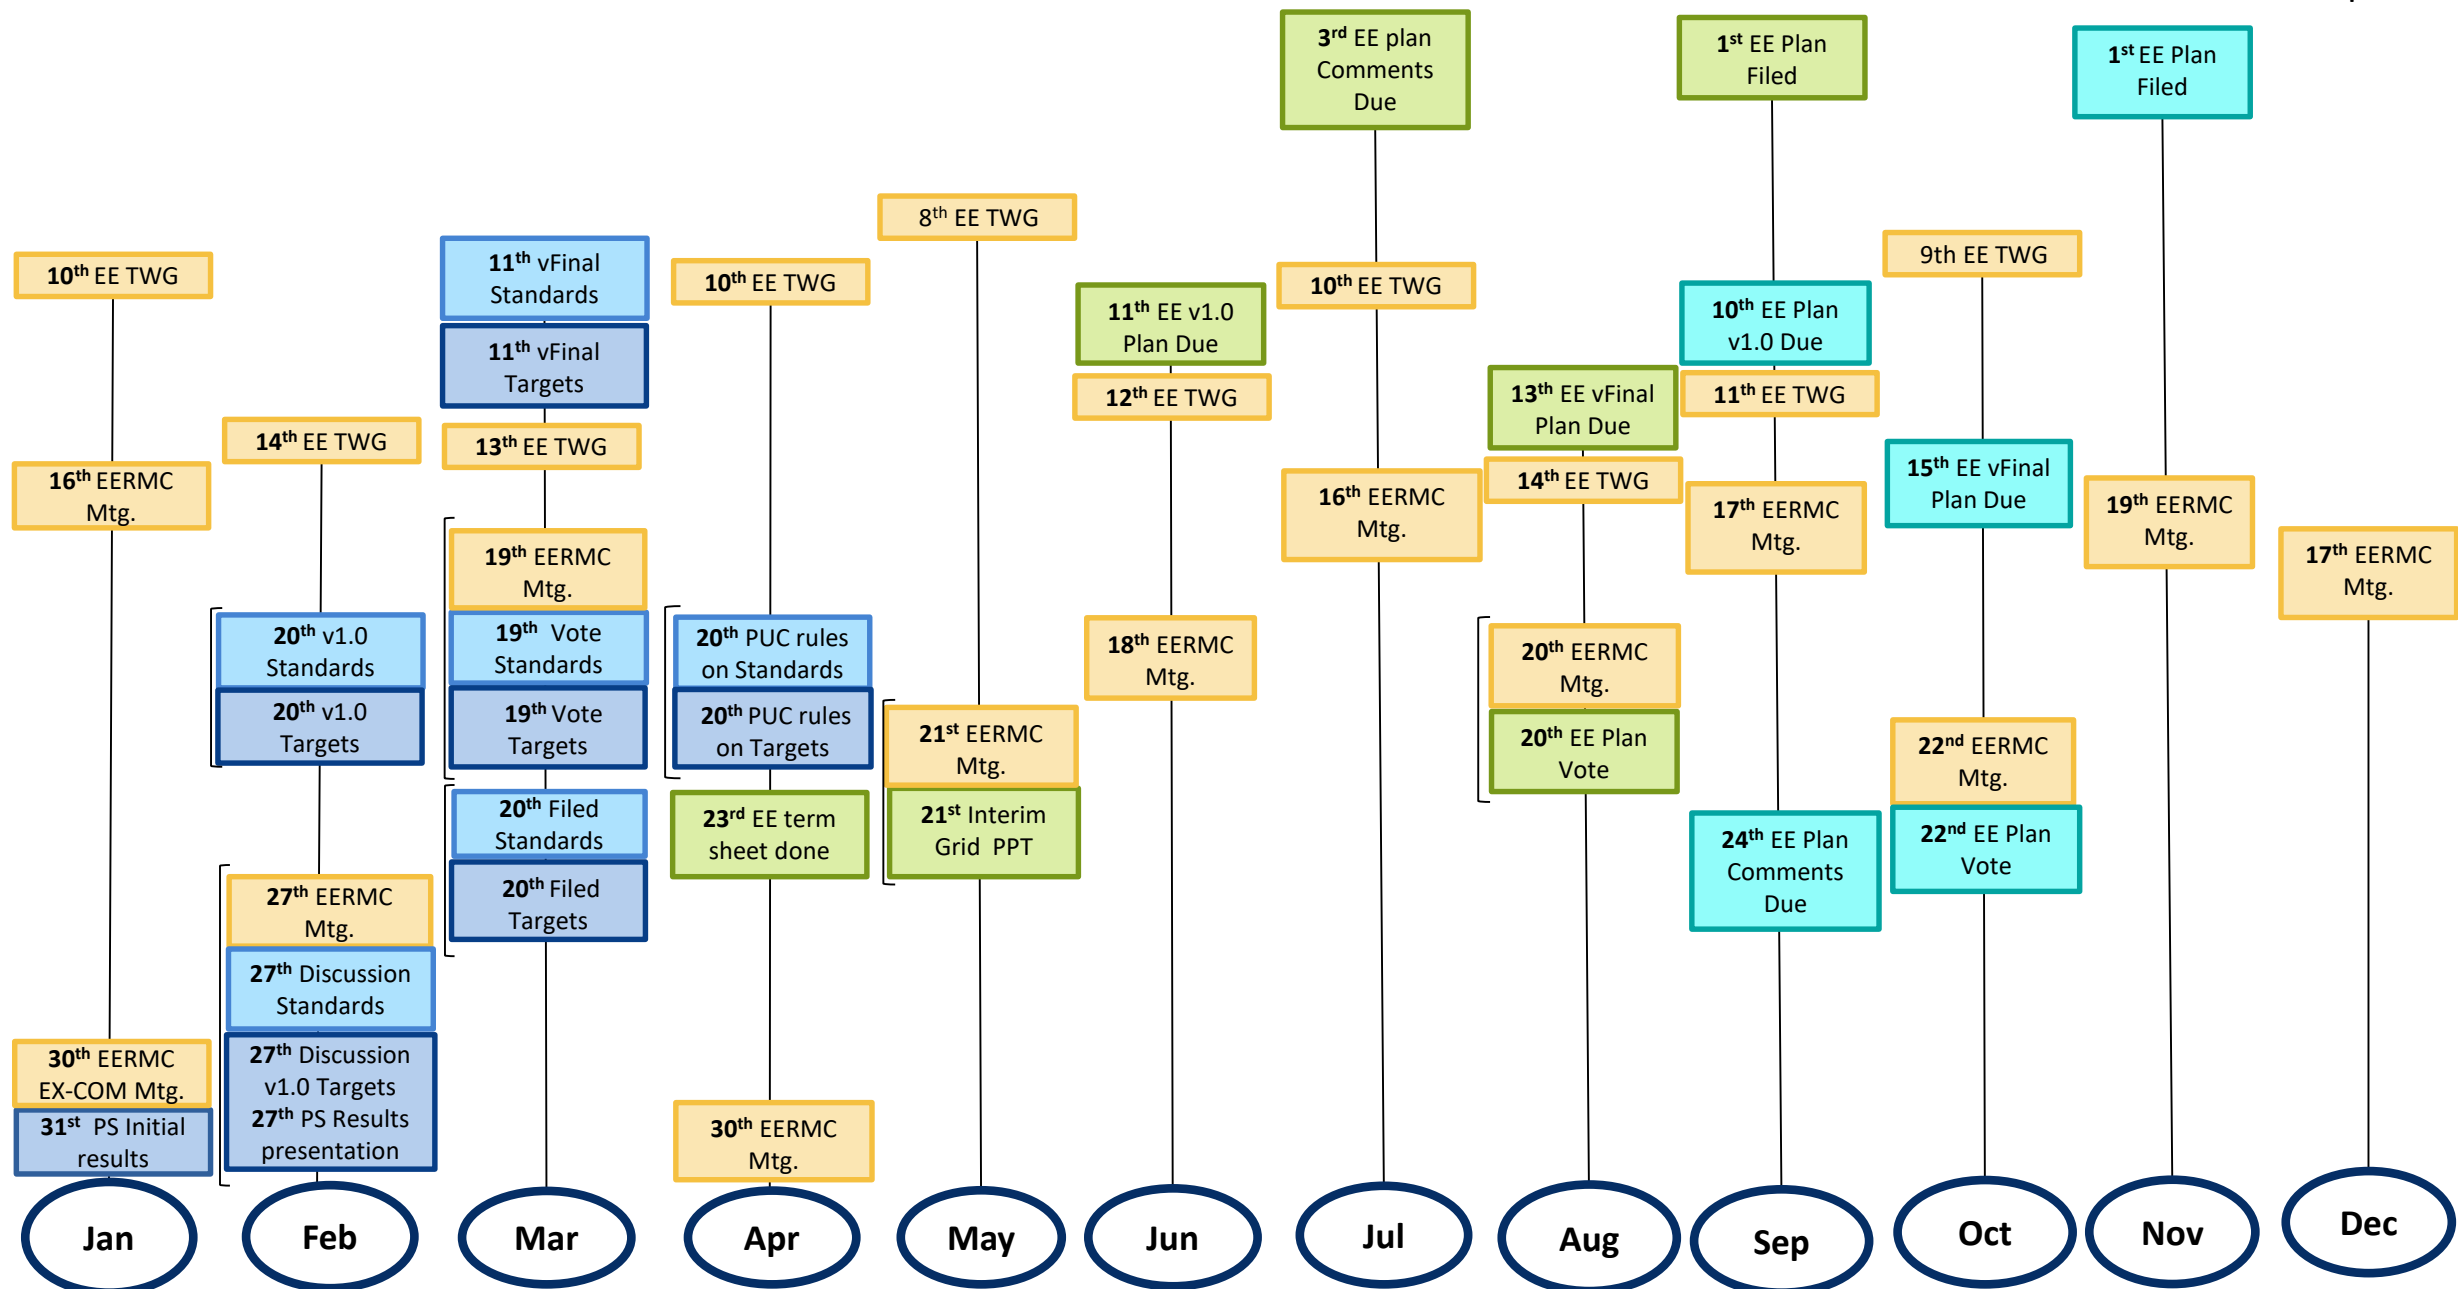 10th EE TWG
16th EERMC
Mtg.
30th EERMC
EX-COM Mtg.
31st PS Initial
results
Jan
14th EE TWG
20th v1.0
Standards
20th v1.0
Targets
27th EERMC
Mtg.
27th Discussion
Standards
27th Discussion
v1.0 Targets
27th PS Results
presentation
Feb
11th vFinal
Standards
11th vFinal
Targets
13th EE TWG
19th EERMC
Mtg.
19th Vote
Standards
19th Vote
Targets
20th Filed
Standards
20th Filed
Targets
Mar
10th EE TWG
20th PUC rules
on Standards
20th PUC rules
on Targets
23rd EE term
sheet done
30th EERMC
Mtg.
Apr
8th EE TWG
21st EERMC
Mtg.
21st Interim
Grid PPT
May
11th EE v1.0
Plan Due
12th EE TWG
18th EERMC
Mtg.
Jun
3rd EE plan
Comments
Due
10th EE TWG
16th EERMC
Mtg.
Jul
13th EE vFinal
Plan Due
14th EE TWG
20th EERMC
Mtg.
20th EE Plan
Vote
Aug
1st EE Plan
Filed
10th EE Plan
v1.0 Due
11th EE TWG
17th EERMC
Mtg.
24th EE Plan
Comments
Due
Sep
9th EE TWG
15th EE vFinal
Plan Due
22nd EERMC
Mtg.
22nd EE Plan
Vote
Oct
1st EE Plan
Filed
19th EERMC
Mtg.
Nov
17th EERMC
Mtg.
Dec